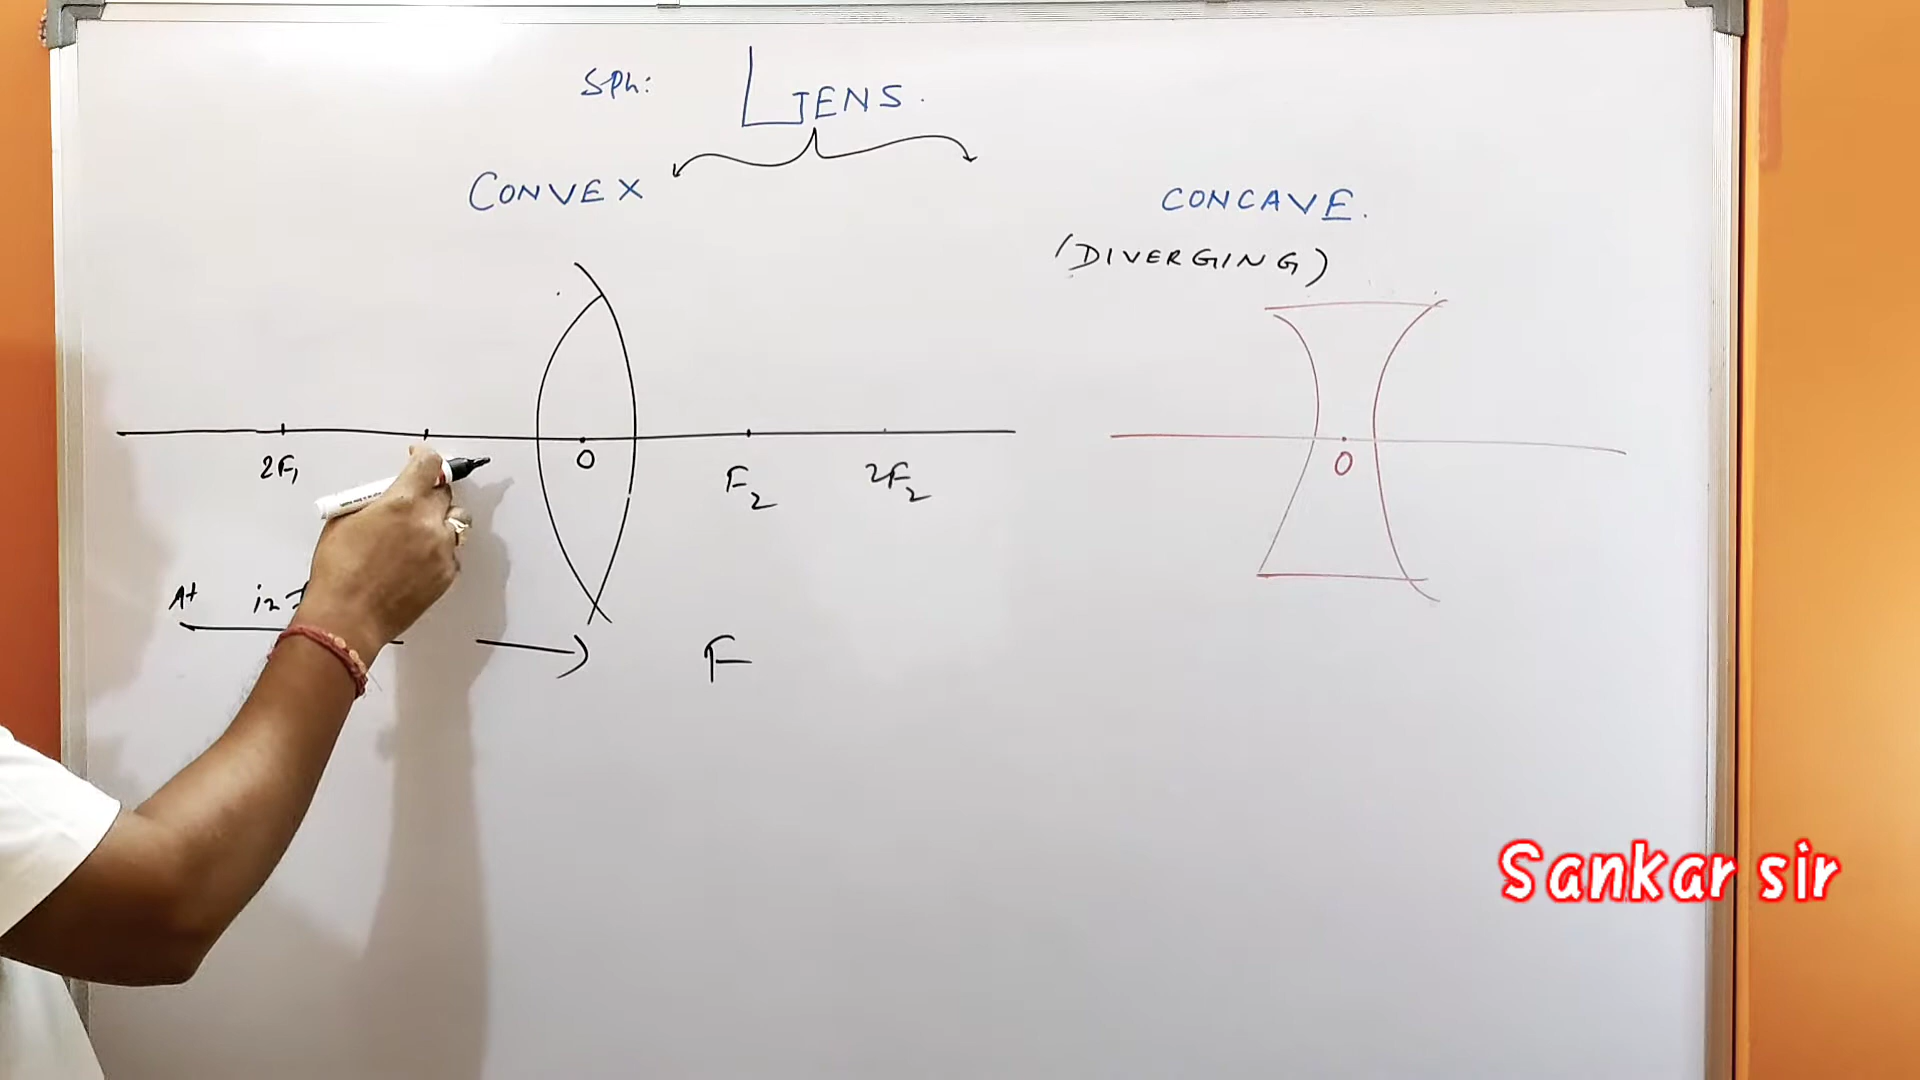 Sph: LENS.
CONVEX
CONCAVE.
(DIVERGING)
2F1 O F2 2F2
O
At
F
Sankar sir